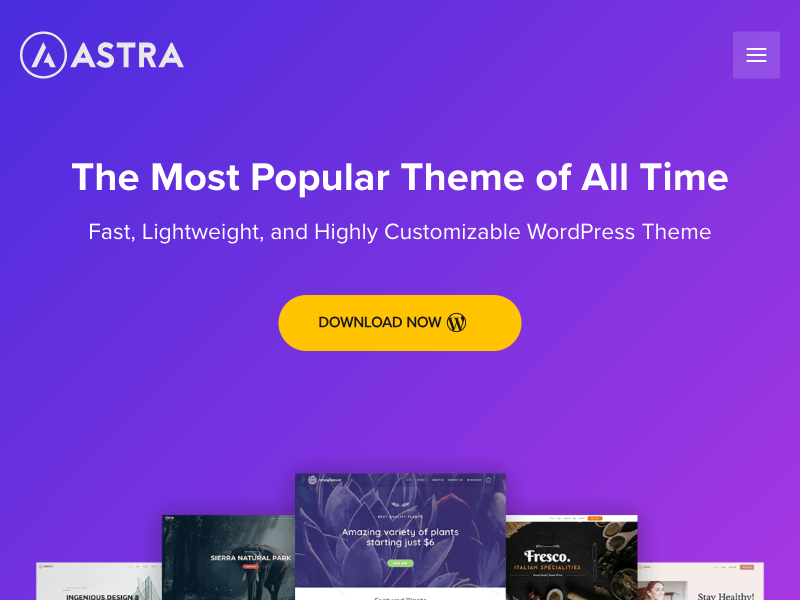 ASTRA
The Most Popular Theme of All Time
Fast, Lightweight, and Highly Customizable WordPress Theme
DOWNLOAD NOW
BEST QUALITY PLANTS
Amazing variety of plants
starting just $6
SIERRA NATURAL PARK
Fresco.
ITALIAN SPECIALITIES
INGENIOUS DESIGN &
Stay Healthy!
Featured Plants